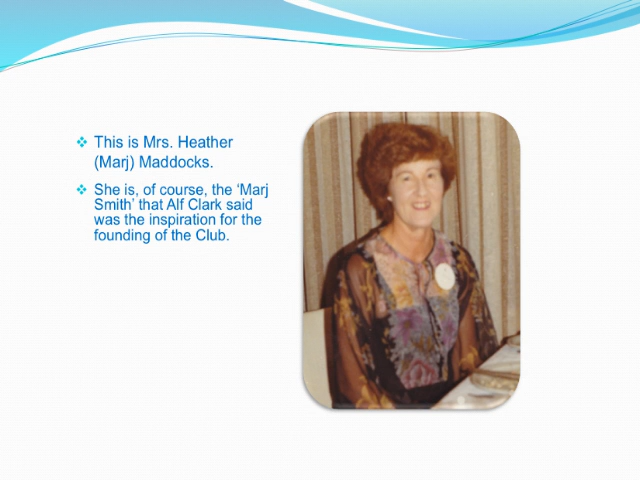 This is Mrs. Heather
(Marj) Maddocks.
She is, of course, the ‘Marj
Smith’ that Alf Clark said
was the inspiration for the
founding of the Club.